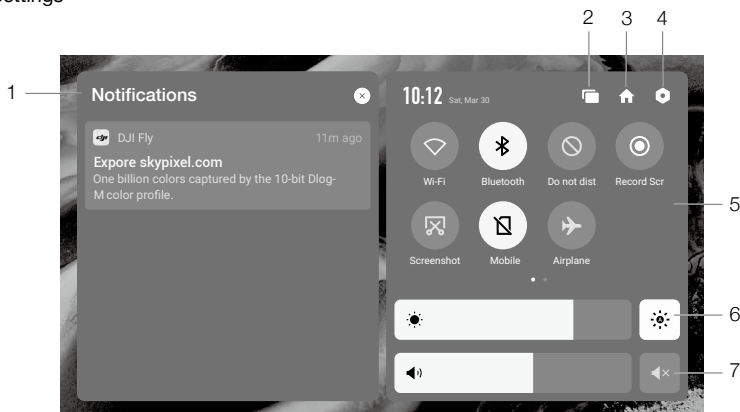 2 3 4
1
Notifications
DJI Fly 11m ago
Expore skypixel.com
One billion colors captured by the 10-bit Dlog-
M color profile.
10:12 Sat, Mar 30
Wi-Fi Bluetooth Do not dist Record Scr
Screenshot Mobile Airplane
5
6
7